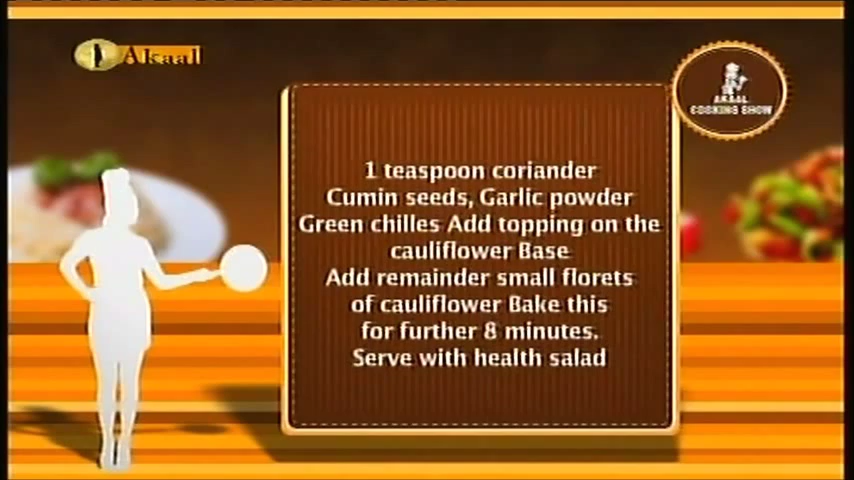 Akaal
AKAAL
COOKING SHOW
1 teaspoon coriander
Cumin seeds, Garlic powder
Green chilles Add topping on the
cauliflower Base
Add remainder small florets
of cauliflower Bake this
for further 8 minutes.
Serve with health salad